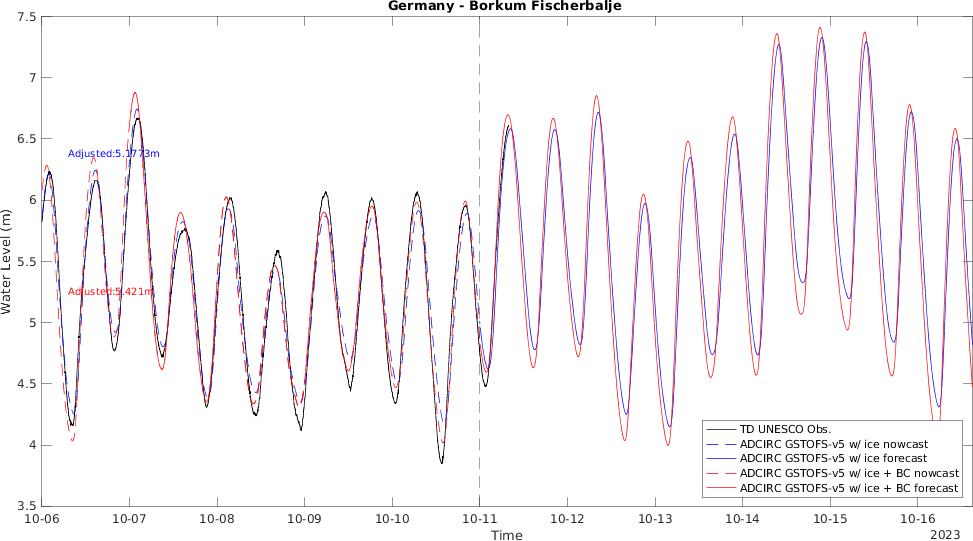 Germany - Borkum Fischerbalje
Water Level (m)
7.5
7
6.5
6
5.5
5
4.5
4
3.5
Adjusted:5.1773m
Adjusted:5.421m
TD UNESCO Obs.
ADCIRC GSTOFS-v5 w/ ice nowcast
ADCIRC GSTOFS-v5 w/ ice forecast
ADCIRC GSTOFS-v5 w/ ice + BC nowcast
ADCIRC GSTOFS-v5 w/ ice + BC forecast
10-06 10-07 10-08 10-09 10-10 10-11 10-12 10-13 10-14 10-15 10-16
Time
2023